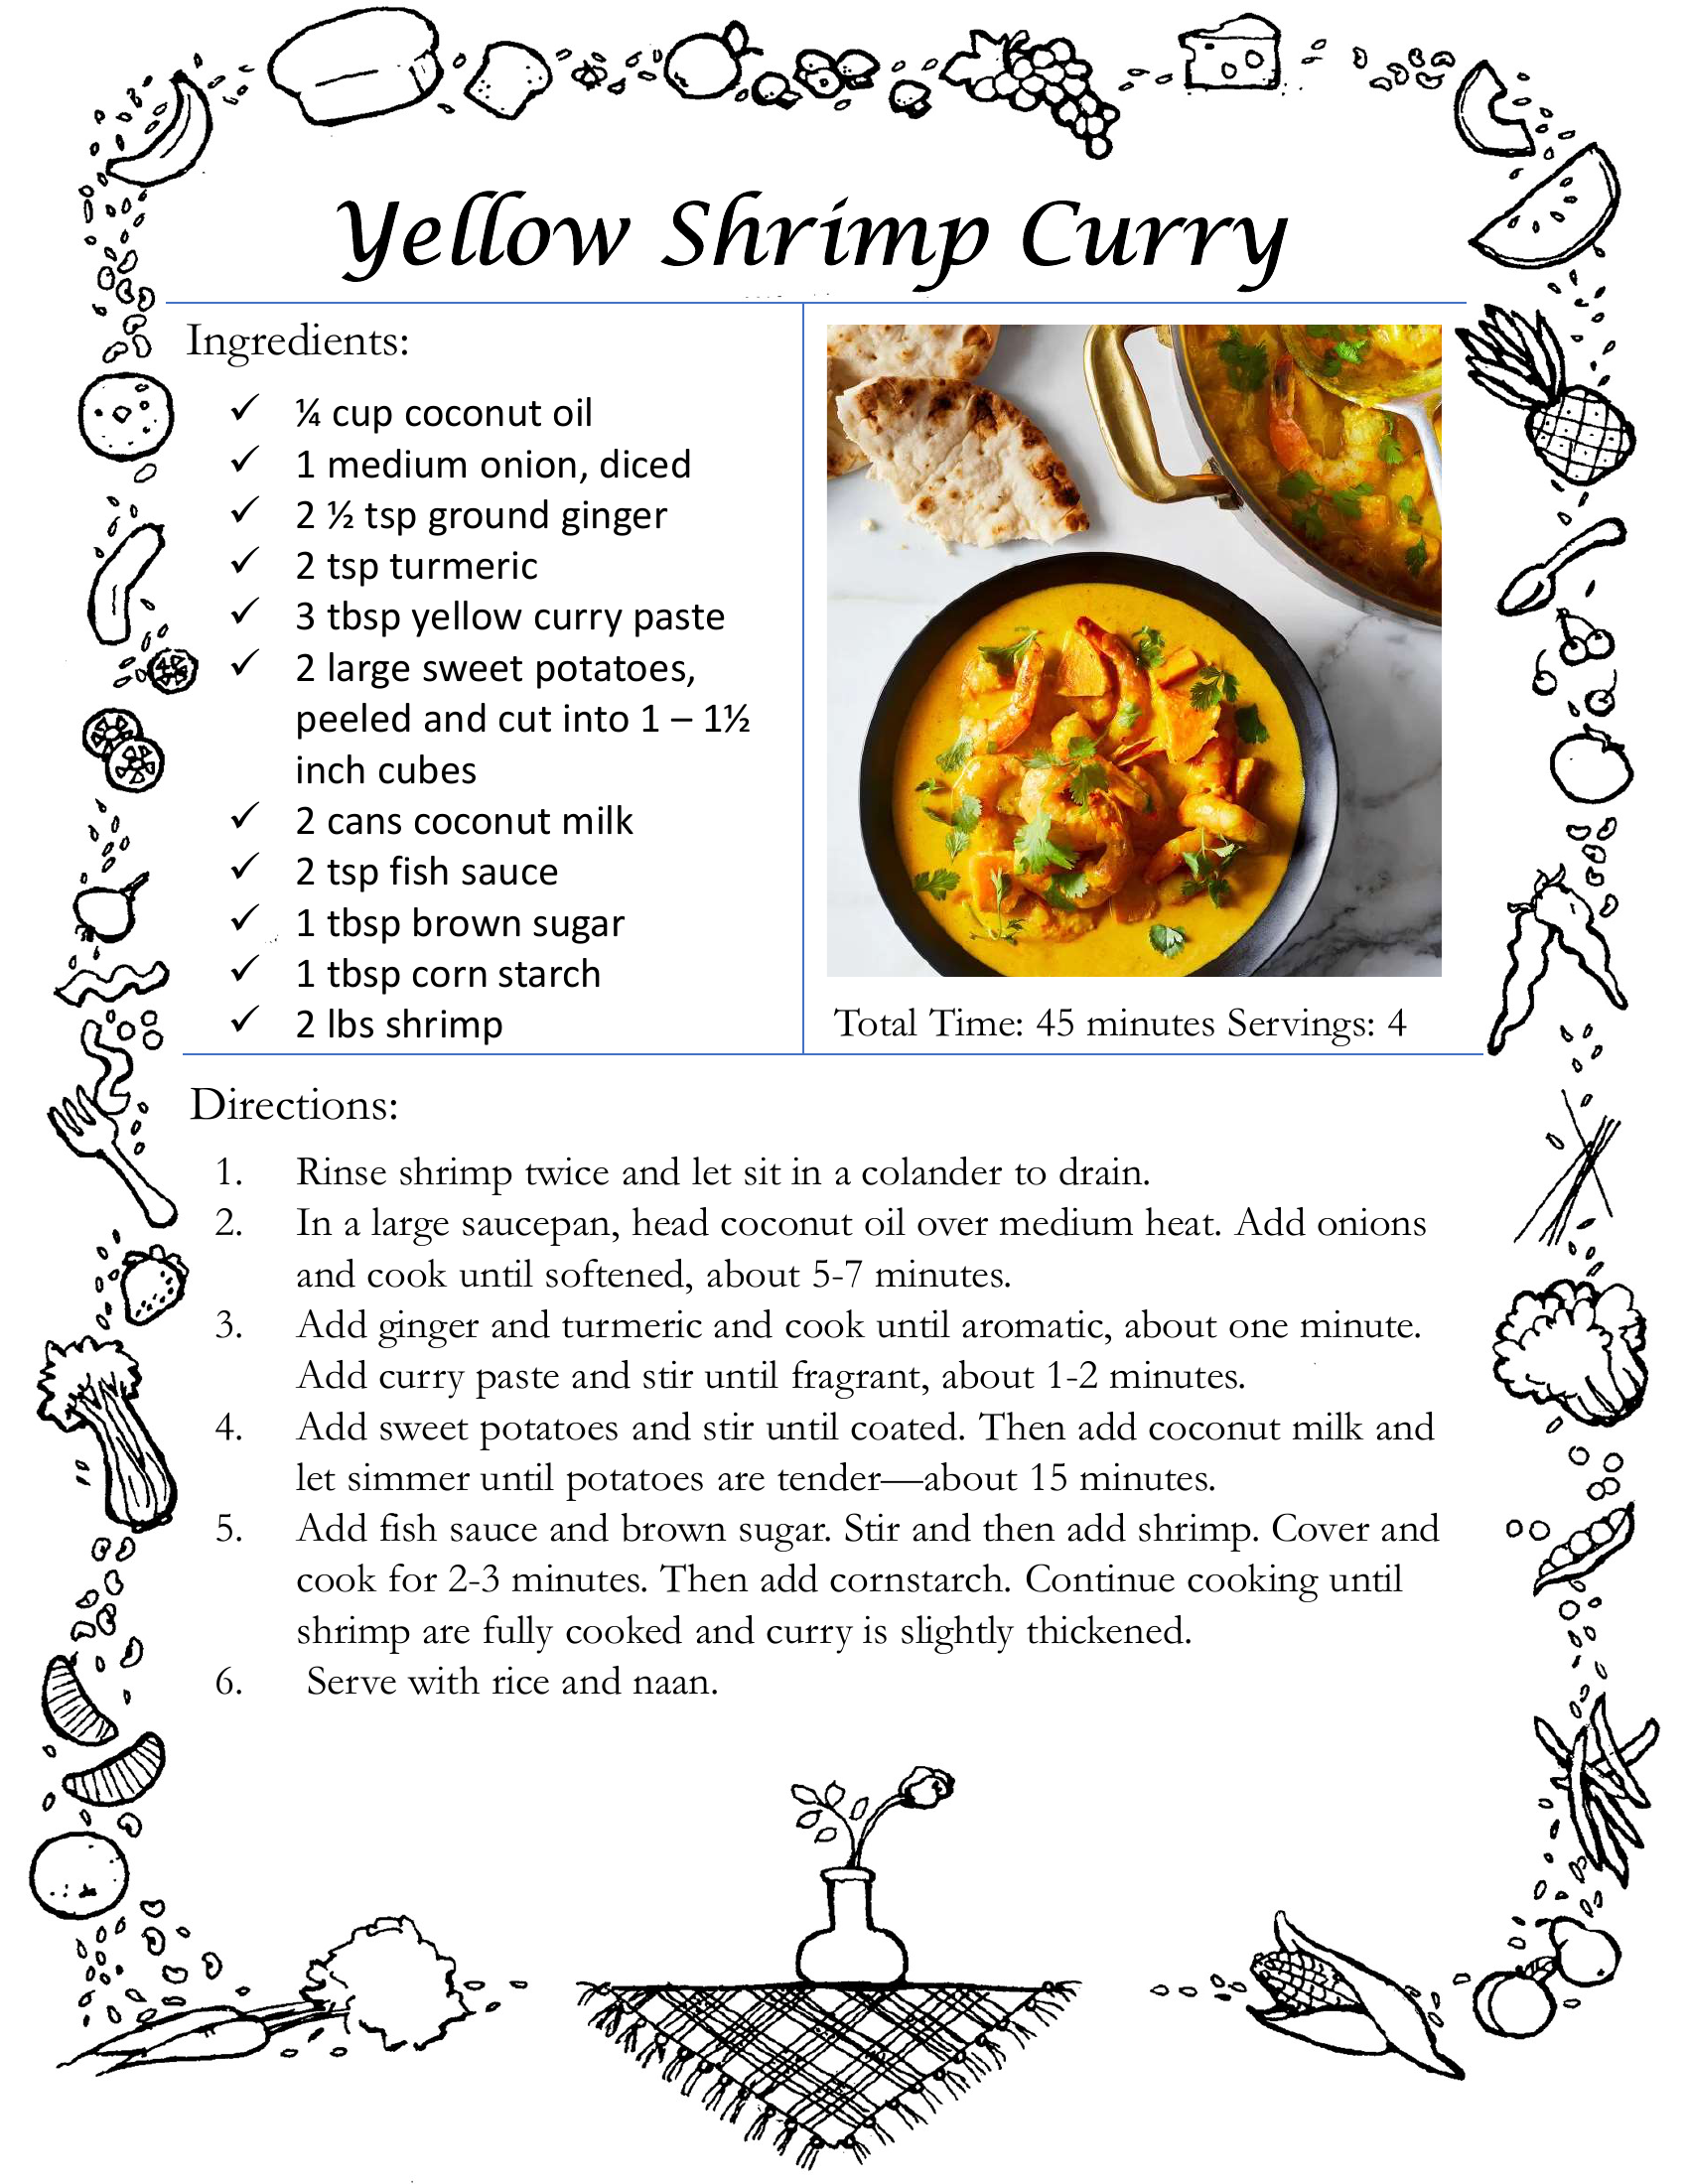 Yellow Shrimp Curry
Ingredients:
✓ ¼ cup coconut oil
✓ 1 medium onion, diced
✓ 2 ½ tsp ground ginger
✓ 2 tsp turmeric
✓ 3 tbsp yellow curry paste
✓ 2 large sweet potatoes,
peeled and cut into 1 – 1½
inch cubes
✓ 2 cans coconut milk
✓ 2 tsp fish sauce
✓ 1 tbsp brown sugar
✓ 1 tbsp corn starch
✓ 2 lbs shrimp
Total Time: 45 minutes Servings: 4
Directions:
1. Rinse shrimp twice and let sit in a colander to drain.
2. In a large saucepan, head coconut oil over medium heat. Add onions
and cook until softened, about 5-7 minutes.
3. Add ginger and turmeric and cook until aromatic, about one minute.
Add curry paste and stir until fragrant, about 1-2 minutes.
4. Add sweet potatoes and stir until coated. Then add coconut milk and
let simmer until potatoes are tender—about 15 minutes.
5. Add fish sauce and brown sugar. Stir and then add shrimp. Cover and
cook for 2-3 minutes. Then add cornstarch. Continue cooking until
shrimp are fully cooked and curry is slightly thickened.
6. Serve with rice and naan.